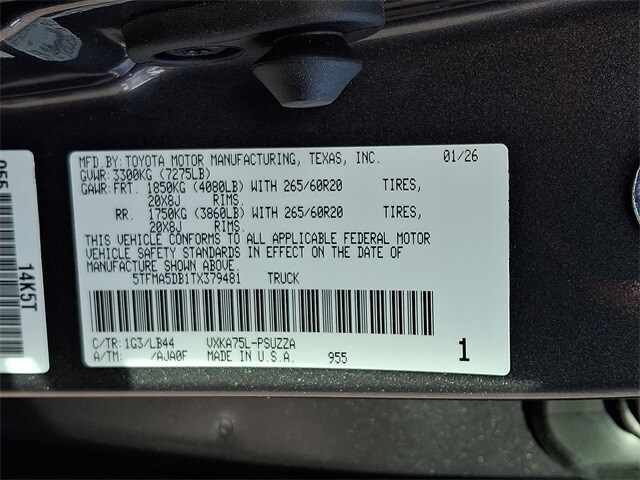 MFD.BY:TOYOTA MOTOR MANUFACTURING, TEXAS, INC. 01/26
GVWR:3300KG (7275LB)
GAWR:FRT. 1850KG (4080LB) WITH 265/60R20 TIRES,
20X8J RIMS.
RR. 1750KG (3860LB) WITH 265/60R20 TIRES,
20X8J RIMS.
THIS VEHICLE CONFORMS TO ALL APPLICABLE FEDERAL MOTOR
VEHICLE SAFETY STANDARDS IN EFFECT ON THE DATE OF
MANUFACTURE SHOWN ABOVE.
5TFMA5DB1TX379481 TRUCK
C/TR:1G3/LB44 VXKA75L-PSUZZA
A/TM: /AJA0F MADE IN U.S.A. 955 1
955
14K5T